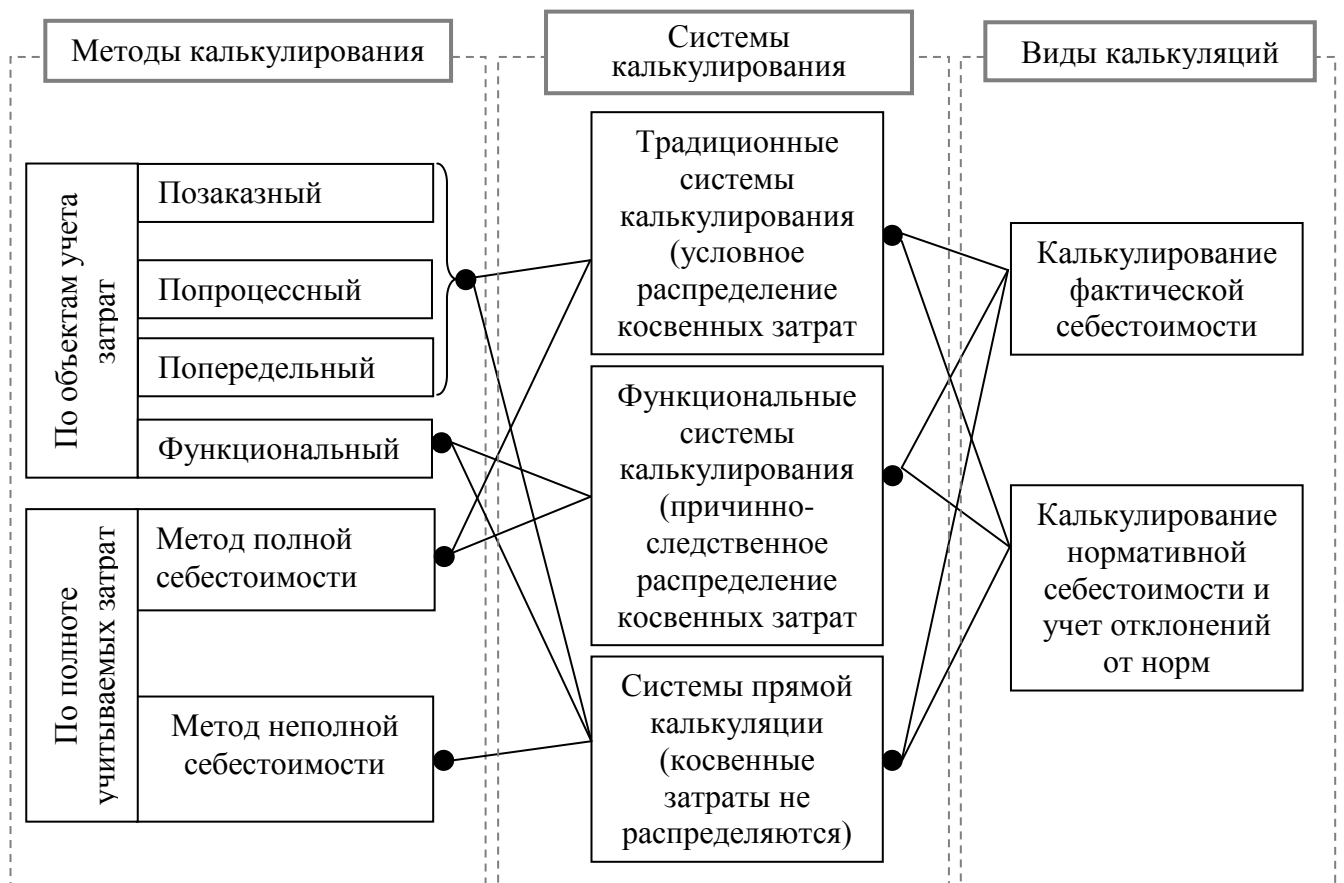 Методы калькулирования
Системы
калькулирования
Виды калькуляций
По объектам учета
затрат
Позаказный
Попроцессный
Попередельный
Функциональный
По полноте
учитываемых затрат
Метод полной
себестоимости
Метод неполной
себестоимости
Традиционные
системы
калькулирования
(условное
распределение
косвенных затрат
Функциональные
системы
калькулирования
(причинно-
следственное
распределение
косвенных затрат
Системы прямой
калькуляции
(косвенные
затраты не
распределяются)
Калькулирование
фактической
себестоимости
Калькулирование
нормативной
себестоимости и
учет отклонений
от норм